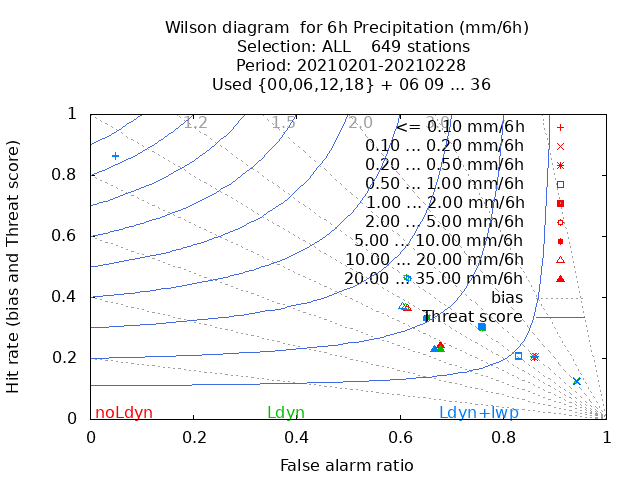 Wilson diagram  for 6h Precipitation (mm/6h)
Selection: ALL    649 stations
Period: 20210201-20210228
Used {00,06,12,18} + 06 09 ... 36
Hit rate (bias and Threat score)
1
0.8
0.6
0.4
0.2
0
1.2
1.5
2.0
<= 0.10 mm/6h
0.10 ... 0.20 mm/6h
0.20 ... 0.50 mm/6h
0.50 ... 1.00 mm/6h
1.00 ... 2.00 mm/6h
2.00 ... 5.00 mm/6h
5.00 ... 10.00 mm/6h
10.00 ... 20.00 mm/6h
20.00 ... 35.00 mm/6h
bias
Threat score
noLdyn
Ldyn
Ldyn+lwp
0
0.2
0.4
0.6
0.8
1
False alarm ratio